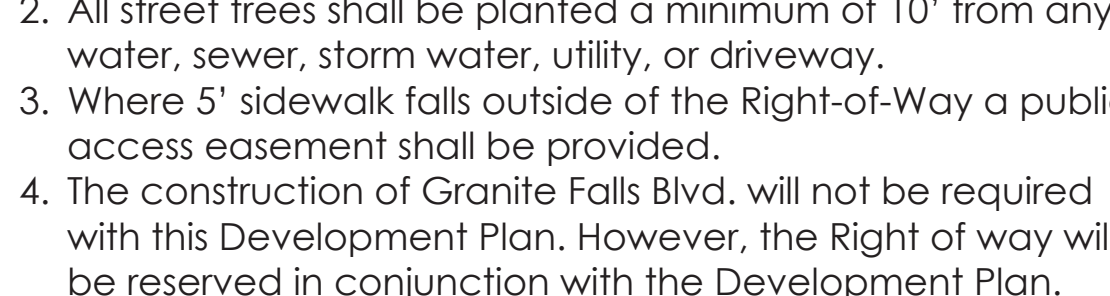 2. All street trees shall be planted a minimum of 10' from any
water, sewer, storm water, utility, or driveway.
3. Where 5' sidewalk falls outside of the Right-of-Way a public
access easement shall be provided.
4. The construction of Granite Falls Blvd. will not be required
with this Development Plan. However, the Right of way will
be reserved in conjunction with the Development Plan.